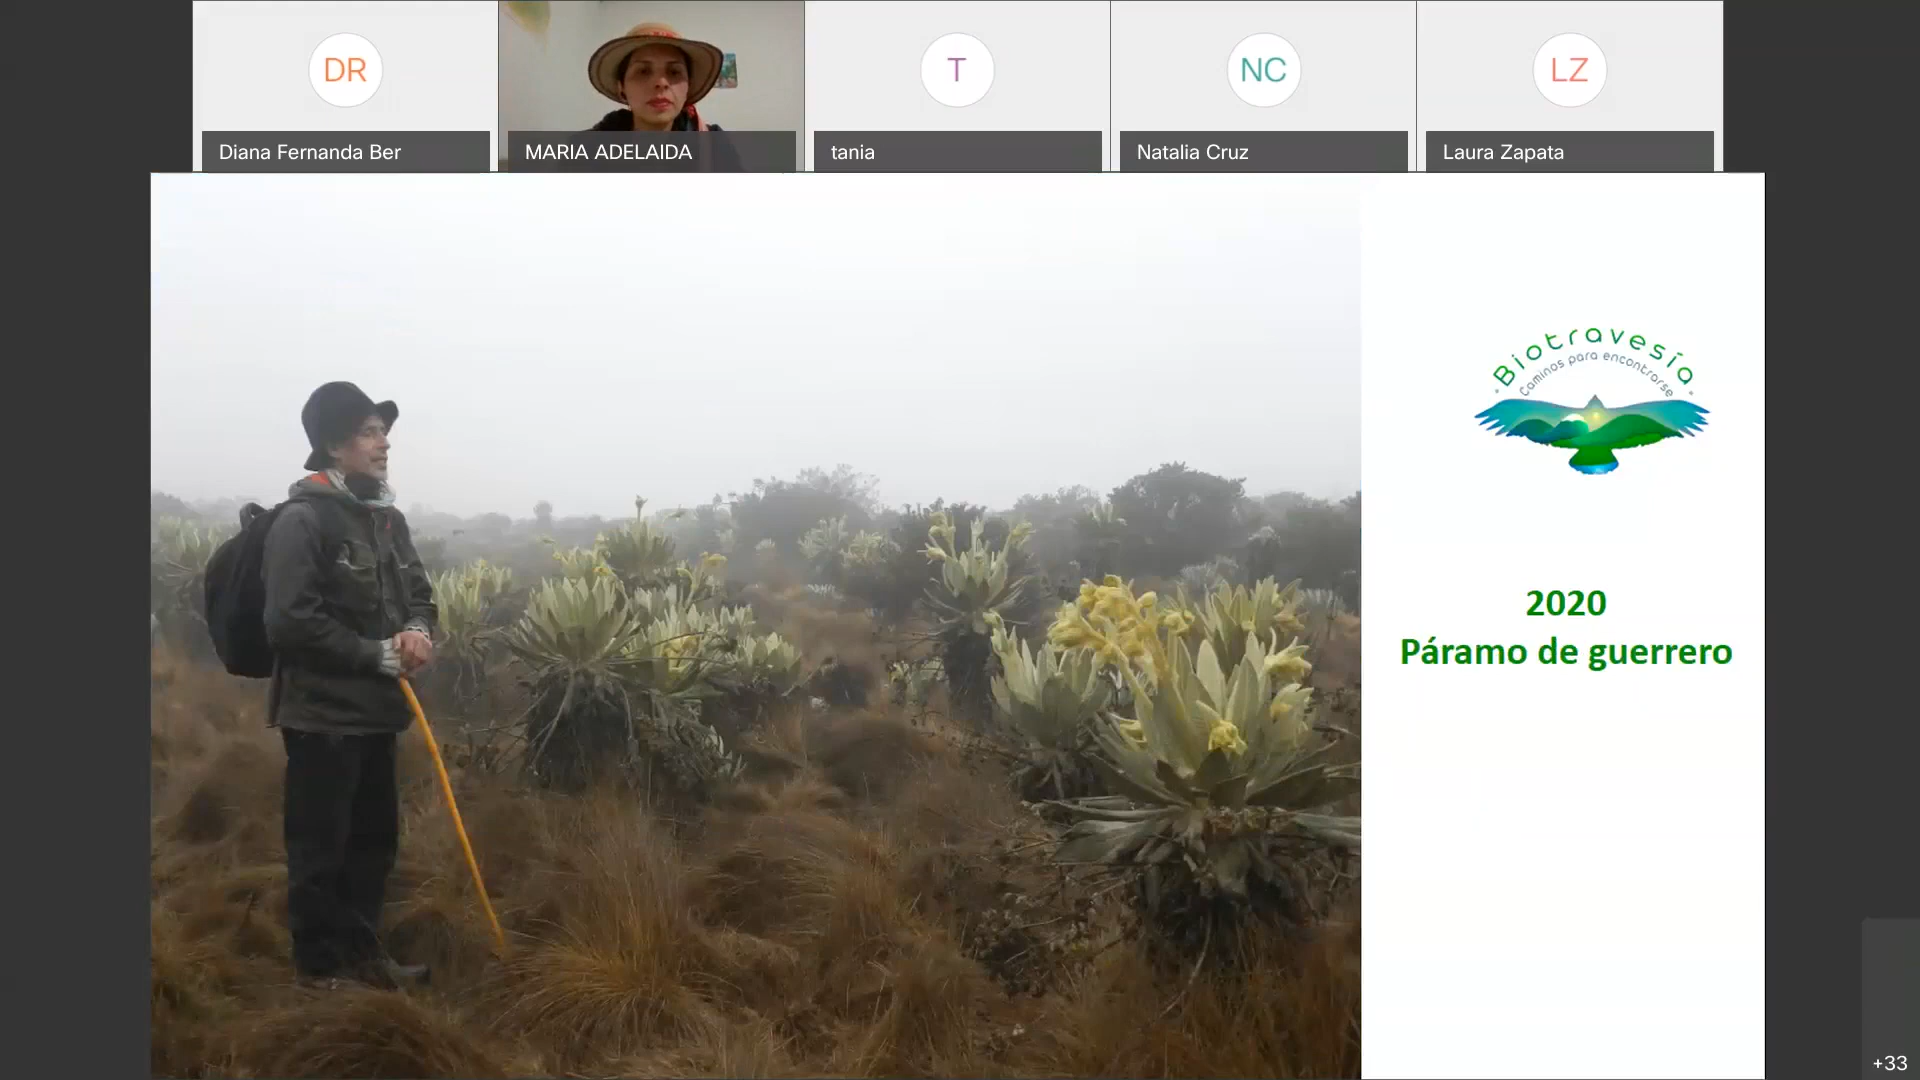 DR
T
NC
LZ
Diana Fernanda Ber
MARIA ADELAIDA
tania
Natalia Cruz
Laura Zapata
Biotravesía
Caminos para encontrarse
2020
Páramo de guerrero
+33